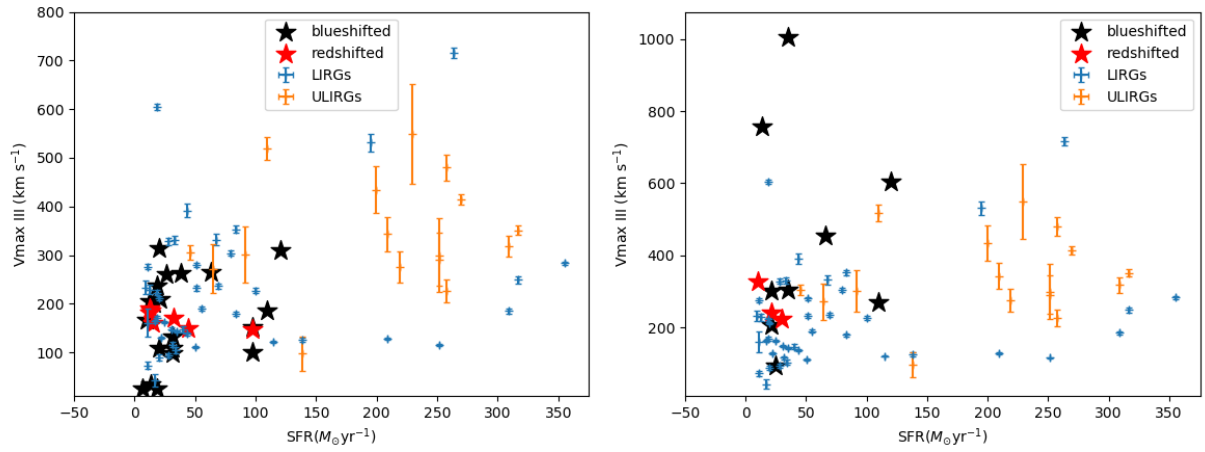 800
700
600
500
400
300
200
100
Vmax III (km s⁻¹)
blueshifted
redshifted
LIRGs
ULIRGs
−50
0
50
100
150
200
250
300
350
SFR(M⊙yr⁻¹)
1000
800
600
400
200
Vmax III (km s⁻¹)
blueshifted
redshifted
LIRGs
ULIRGs
−50
0
50
100
150
200
250
300
350
SFR(M⊙yr⁻¹)